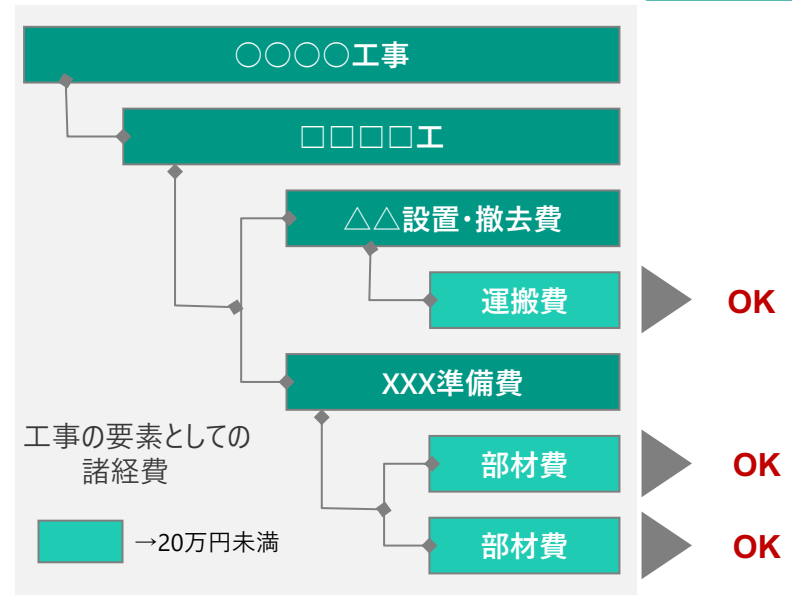 ○○○○工事
□□□□工
△△設置・撤去費
運搬費
OK
XXX準備費
工事の要素としての
諸経費
部材費
OK
→20万円未満
部材費
OK